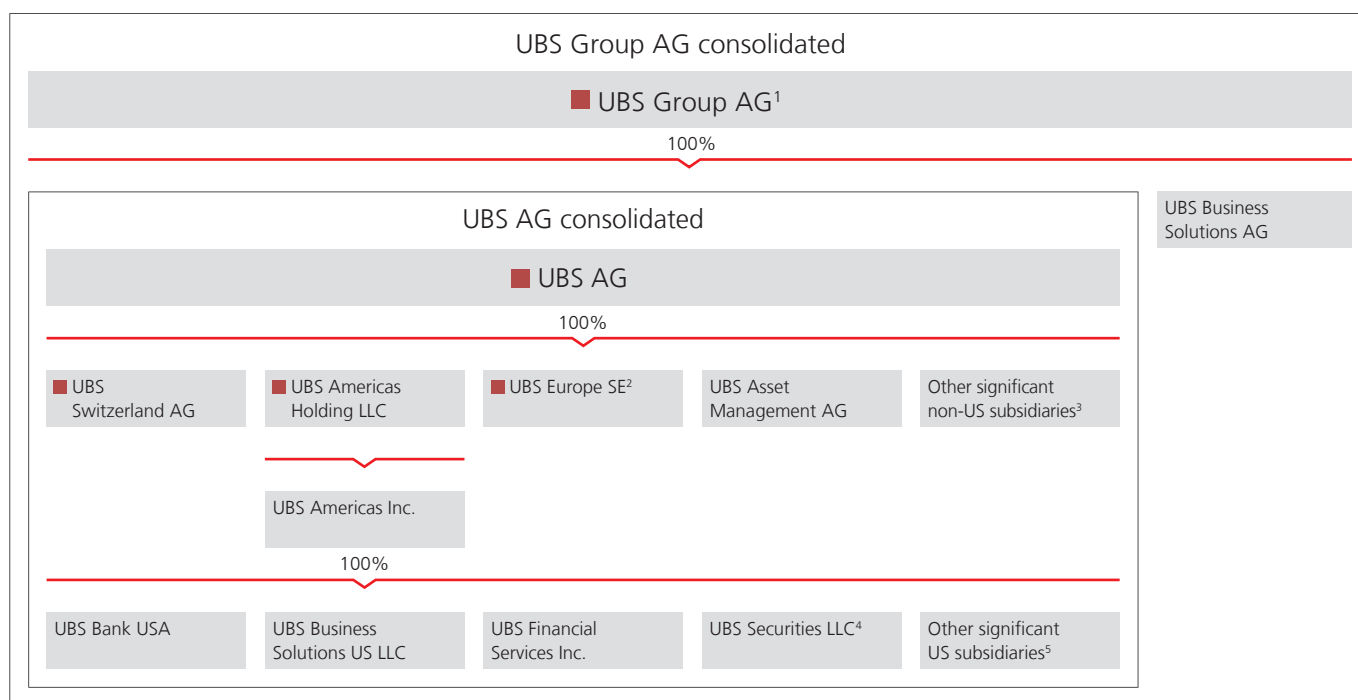 UBS Group AG consolidated
UBS Group AG¹
100%
UBS AG consolidated
UBS Business
Solutions AG
UBS AG
100%
UBS
Switzerland AG
UBS Americas
Holding LLC
UBS Europe SE²
UBS Asset
Management AG
Other significant
non-US subsidiaries³
UBS Americas Inc.
100%
UBS Bank USA
UBS Business
Solutions US LLC
UBS Financial
Services Inc.
UBS Securities LLC⁴
Other significant
US subsidiaries⁵